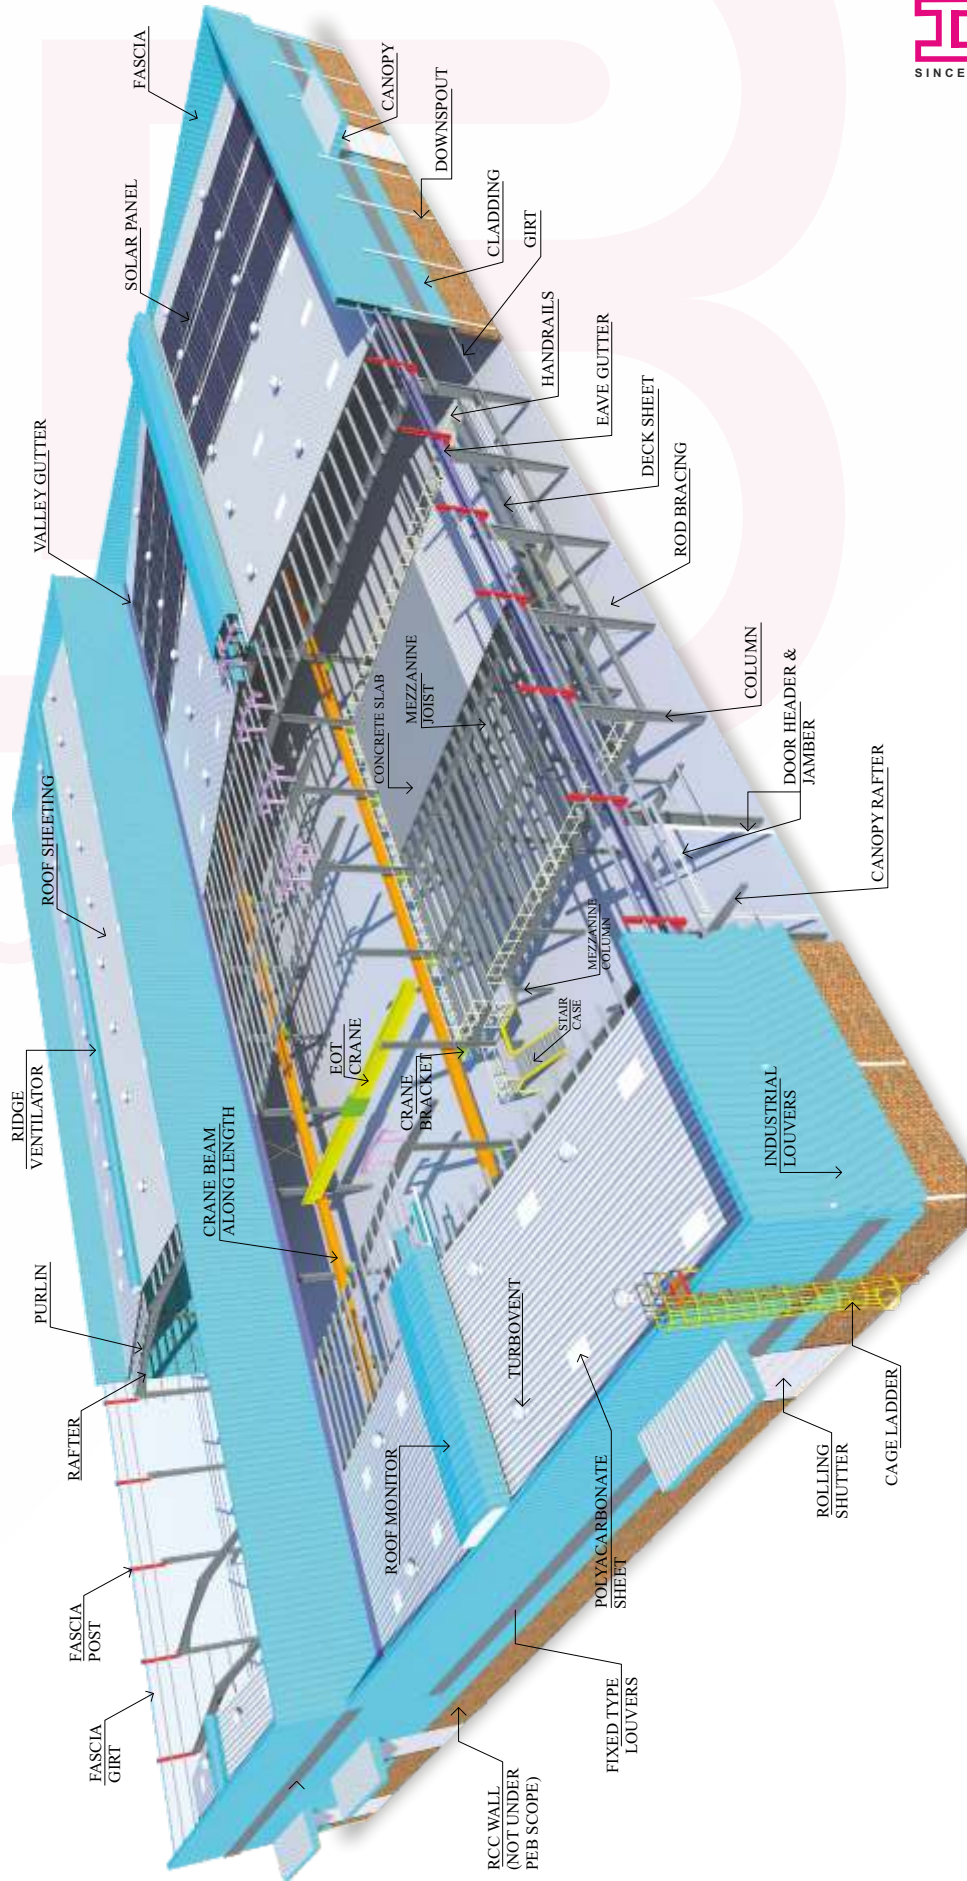 SINCE
FASCIA
CANOPY
DOWNSPOUT
SOLAR PANEL
CLADDING
GIRT
HANDRAILS
EAVE GUTTER
VALLEY GUTTER
DECK SHEET
ROD BRACING
CONCRETE SLAB
MEZZANINE
JOIST
COLUMN
DOOR HEADER &
JAMBER
CANOPY RAFTER
ROOF SHEETING
MEZZANINE
COLUMN
STAIR
CASE
EOT
CRANE
CRANE
BRACKET
RIDGE
VENTILATOR
CRANE BEAM
ALONG LENGTH
INDUSTRIAL
LOUVERS
PURLIN
TURBOVENT
RAFTER
ROOF MONITOR
CAGE LADDER
ROLLING
SHUTTER
POLYACARBONATE
SHEET
FASCIA
POST
FASCIA
GIRT
FIXED TYPE
LOUVERS
RCC WALL
(NOT UNDER
PEB SCOPE)